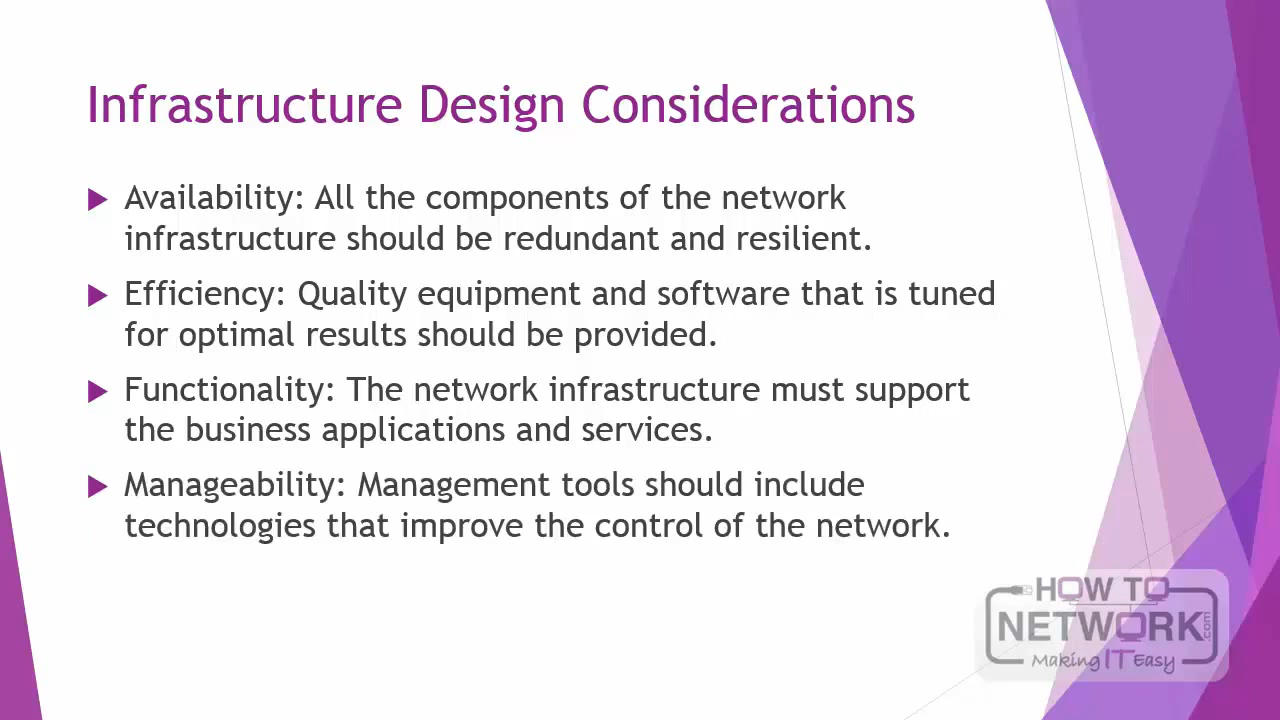 Infrastructure Design Considerations
Availability: All the components of the network
infrastructure should be redundant and resilient.
Efficiency: Quality equipment and software that is tuned
for optimal results should be provided.
Functionality: The network infrastructure must support
the business applications and services.
Manageability: Management tools should include
technologies that improve the control of the network.
HOW TO
NETWORK.com
Making IT Easy